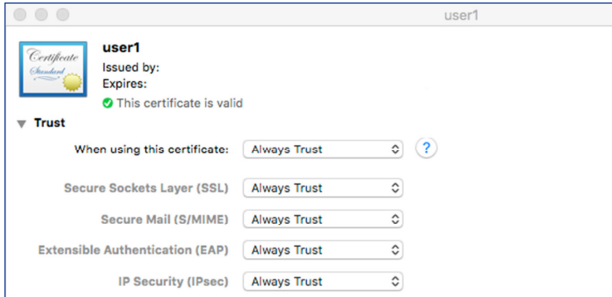 user1
Certificate
Standard
user1
Issued by:
Expires:
This certificate is valid
Trust
When using this certificate: Always Trust ?
Secure Sockets Layer (SSL) Always Trust
Secure Mail (S/MIME) Always Trust
Extensible Authentication (EAP) Always Trust
IP Security (IPsec) Always Trust